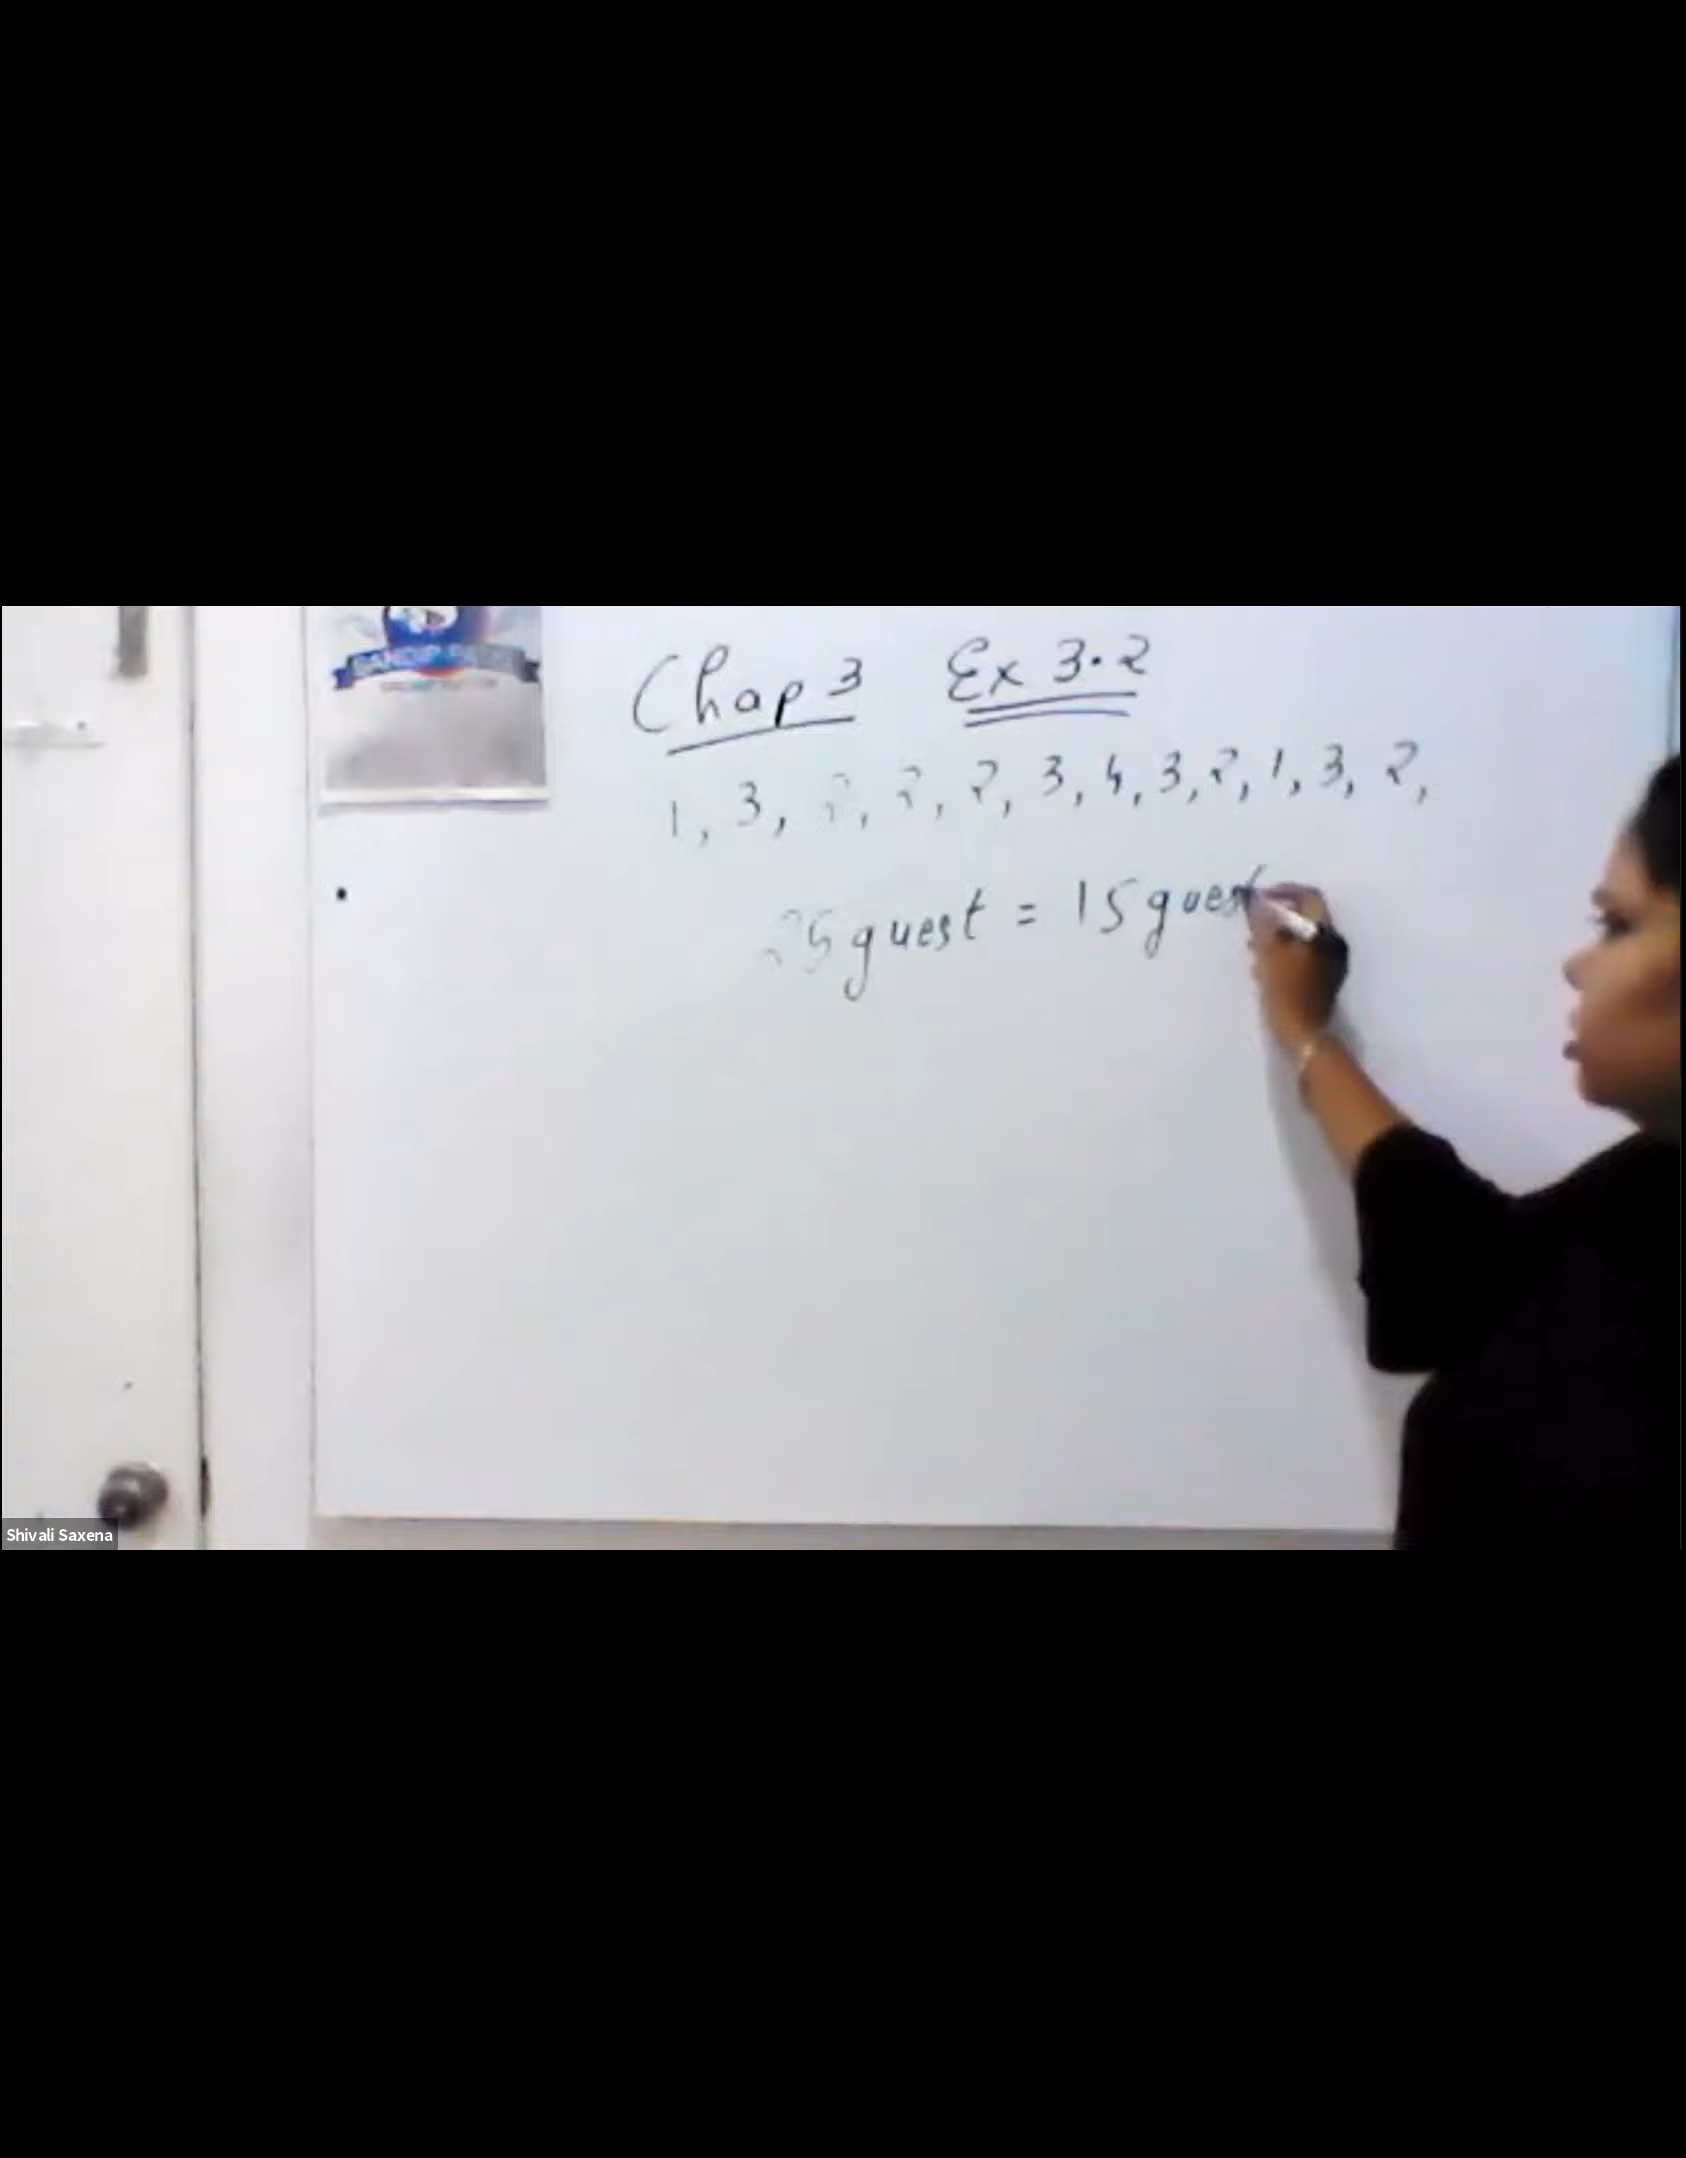 Chap 3 Ex 3.2
1, 3, 2, 2, 2, 3, 4, 3, 2, 1, 3, 2,
25 guest = 15 guest
Shivali Saxena